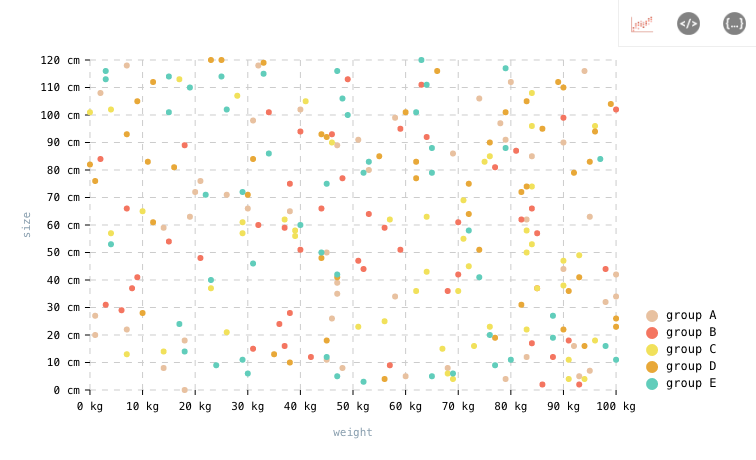 </>
{...}
120 cm
110 cm
100 cm
90 cm
80 cm
70 cm
60 cm
50 cm
40 cm
30 cm
20 cm
10 cm
0 cm
size
0 kg 10 kg 20 kg 30 kg 40 kg 50 kg 60 kg 70 kg 80 kg 90 kg 100 kg
weight
group A
group B
group C
group D
group E